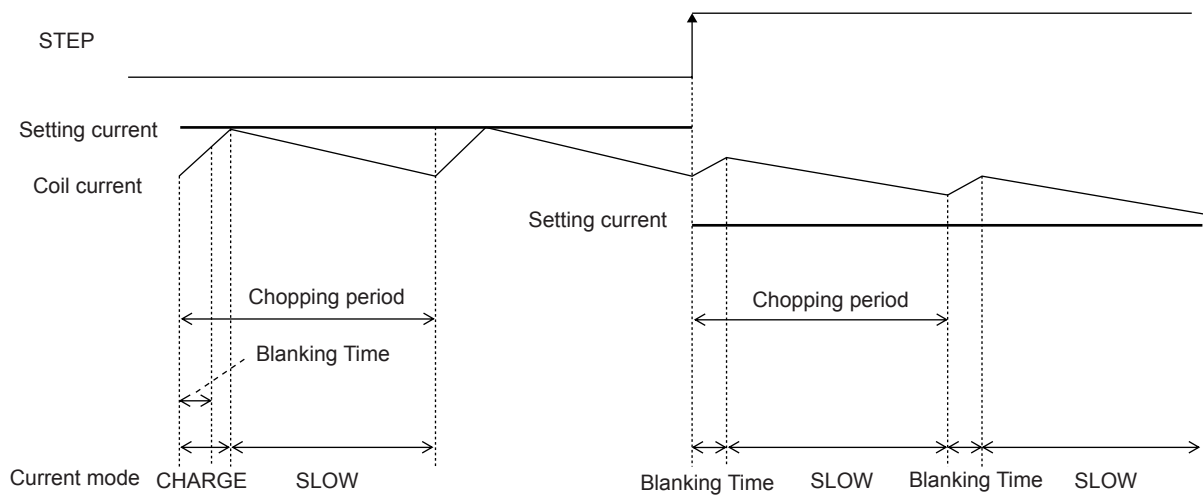 STEP
Setting current
Coil current
Setting current
Chopping period
Chopping period
Blanking Time
Current mode CHARGE SLOW Blanking Time SLOW Blanking Time SLOW